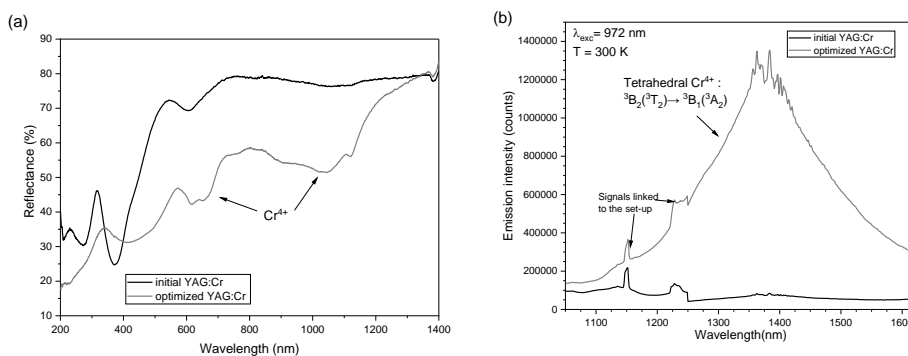 (a)
90
80
70
60
50
40
30
20
10
Reflectance (%)
Cr⁴⁺
initial YAG:Cr
optimized YAG:Cr
200 400 600 800 1000 1200 1400
Wavelength (nm)
(b)
1400000
1200000
1000000
800000
600000
400000
200000
0
Emission intensity (counts)
λexc= 972 nm
T = 300 K
initial YAG:Cr
optimized YAG:Cr
Tetrahedral Cr⁴⁺ :
³B₂(³T₂)→ ³B₁(³A₂)
Signals linked
to the set-up
1100 1200 1300 1400 1500
Wavelength (nm)